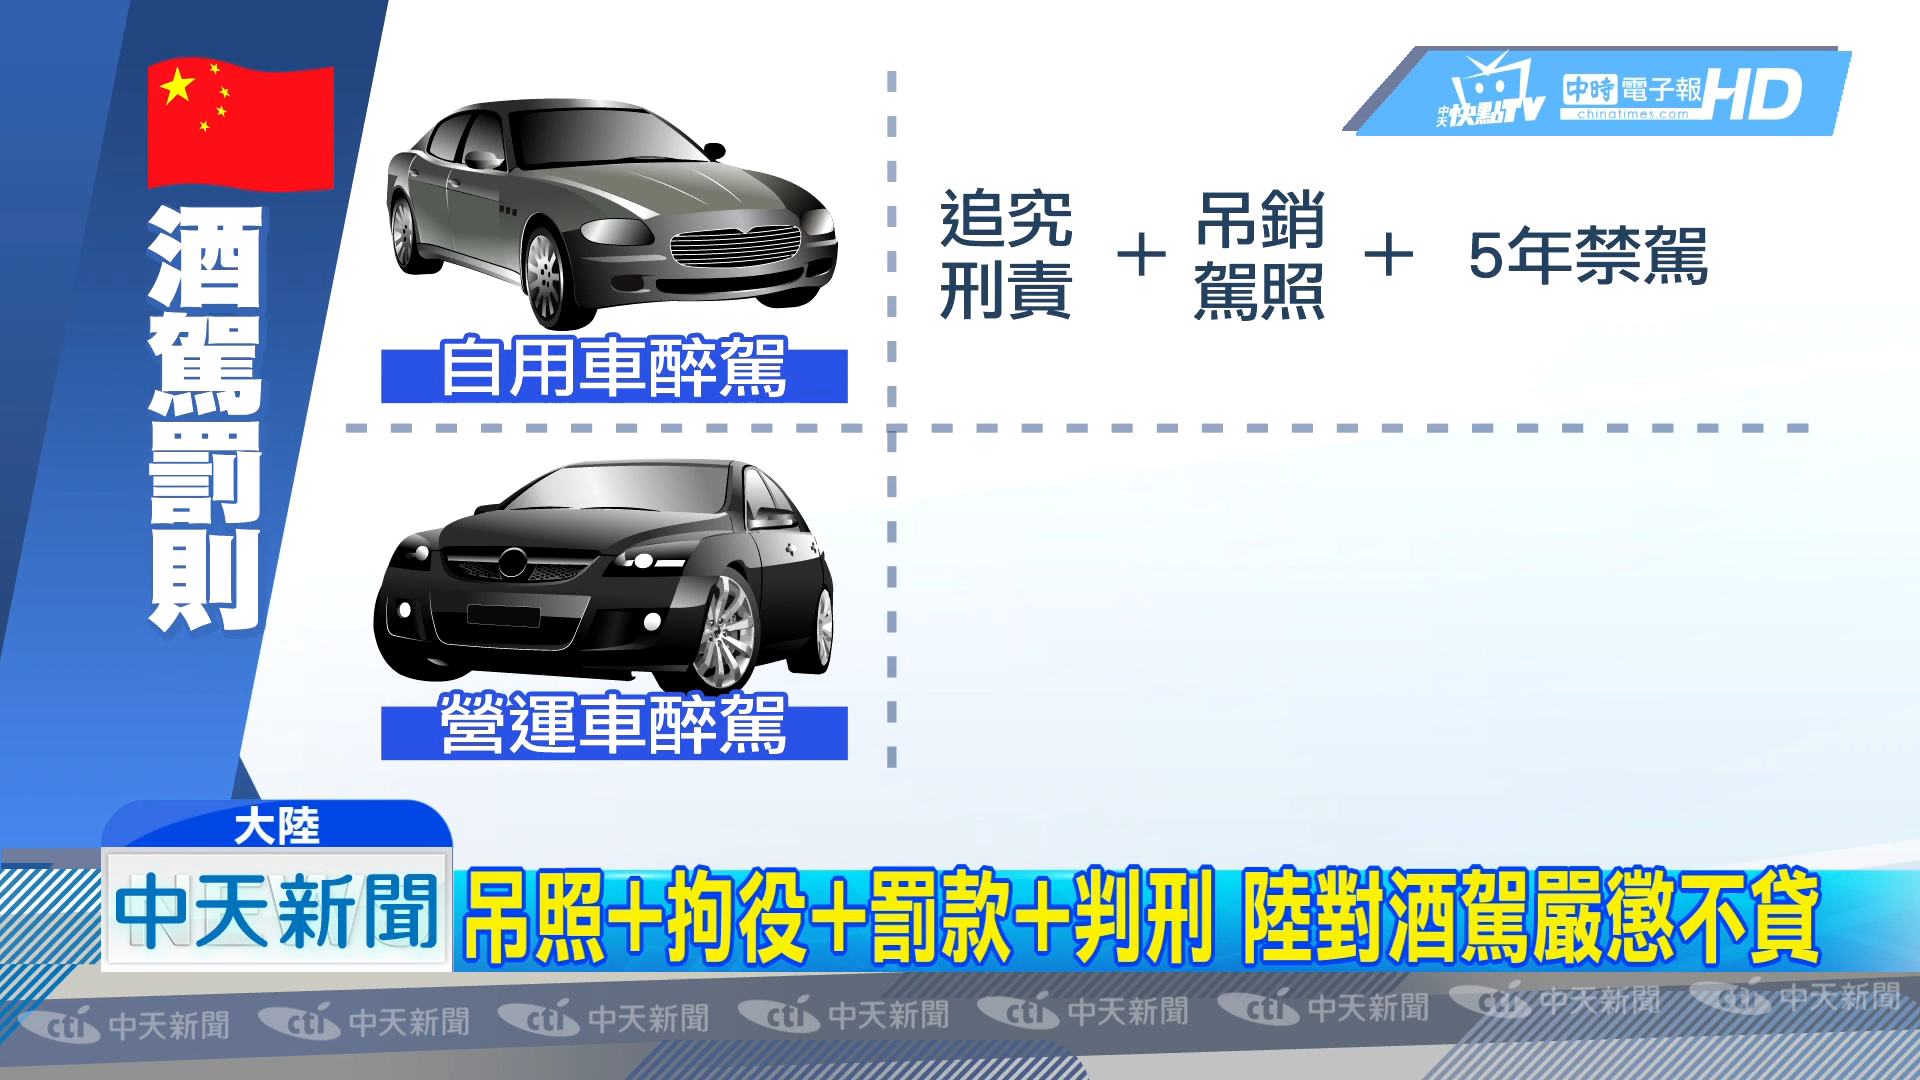 中天快點TV
中時電子報HD
chinatimes.com
酒駕罰則
追究
刑責
+
吊銷
駕照
+
5年禁駕
自用車醉駕
營運車醉駕
大陸
中天新聞
NEWS
吊照+拘役+罰款+判刑 陸對酒駕嚴懲不貸
cti 中天新聞 cti 中天新聞 cti 中天新聞 cti 中天新聞 cti 中天新聞 cti 中天新聞 cti 中天新聞 cti 中天新聞